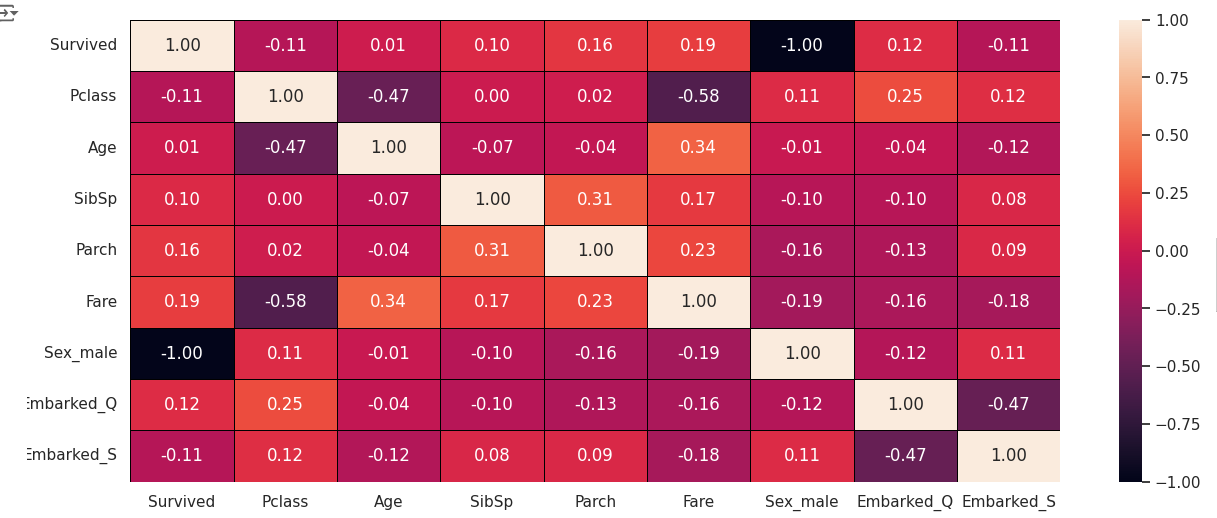 Survived 1.00 -0.11 0.01 0.10 0.16 0.19 -1.00 0.12 -0.11
Pclass -0.11 1.00 -0.47 0.00 0.02 -0.58 0.11 0.25 0.12
Age 0.01 -0.47 1.00 -0.07 -0.04 0.34 -0.01 -0.04 -0.12
SibSp 0.10 0.00 -0.07 1.00 0.31 0.17 -0.10 -0.10 0.08
Parch 0.16 0.02 -0.04 0.31 1.00 0.23 -0.16 -0.13 0.09
Fare 0.19 -0.58 0.34 0.17 0.23 1.00 -0.19 -0.16 -0.18
Sex_male -1.00 0.11 -0.01 -0.10 -0.16 -0.19 1.00 -0.12 0.11
Embarked_Q 0.12 0.25 -0.04 -0.10 -0.13 -0.16 -0.12 1.00 -0.47
Embarked_S -0.11 0.12 -0.12 0.08 0.09 -0.18 0.11 -0.47 1.00
Survived Pclass Age SibSp Parch Fare Sex_male Embarked_Q Embarked_S
1.00
0.75
0.50
0.25
0.00
−0.25
−0.50
−0.75
−1.00